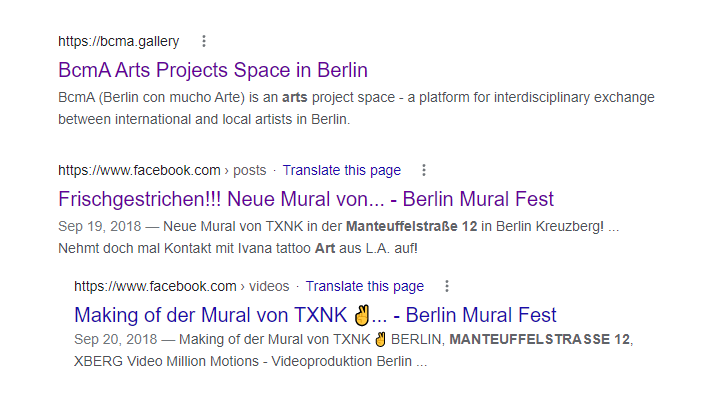 https://bcma.gallery
BcmA Arts Projects Space in Berlin
BcmA (Berlin con mucho Arte) is an arts project space - a platform for interdisciplinary exchange
between international and local artists in Berlin.
https://www.facebook.com › posts · Translate this page
Frischgestrichen!!! Neue Mural von... - Berlin Mural Fest
Sep 19, 2018 — Neue Mural von TXNK in der Manteuffelstraße 12 in Berlin Kreuzberg! ...
Nehmt doch mal Kontakt mit Ivana tattoo Art aus L.A. auf!
https://www.facebook.com › videos · Translate this page
Making of der Mural von TXNK ✌... - Berlin Mural Fest
Sep 20, 2018 — Making of der Mural von TXNK ✌ BERLIN, MANTEUFFELSTRASSE 12,
XBERG Video Million Motions - Videoproduktion Berlin ...